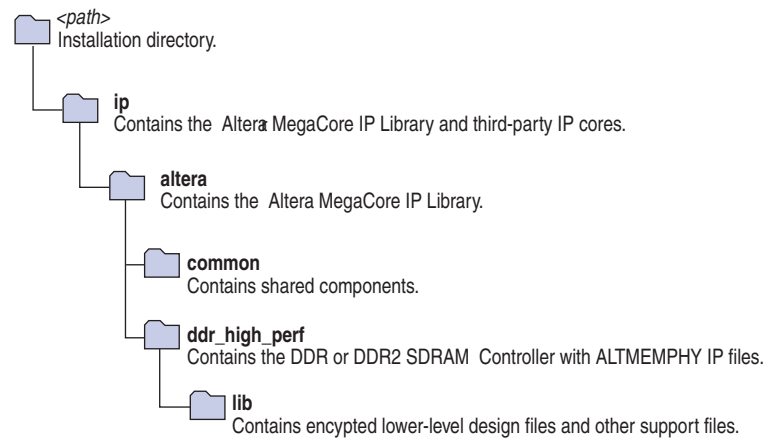 <path>
Installation directory.
ip
Contains the Altera MegaCore IP Library and third-party IP cores.
altera
Contains the Altera MegaCore IP Library.
common
Contains shared components.
ddr_high_perf
Contains the DDR or DDR2 SDRAM Controller with ALTMEMPHY IP files.
lib
Contains encypted lower-level design files and other support files.